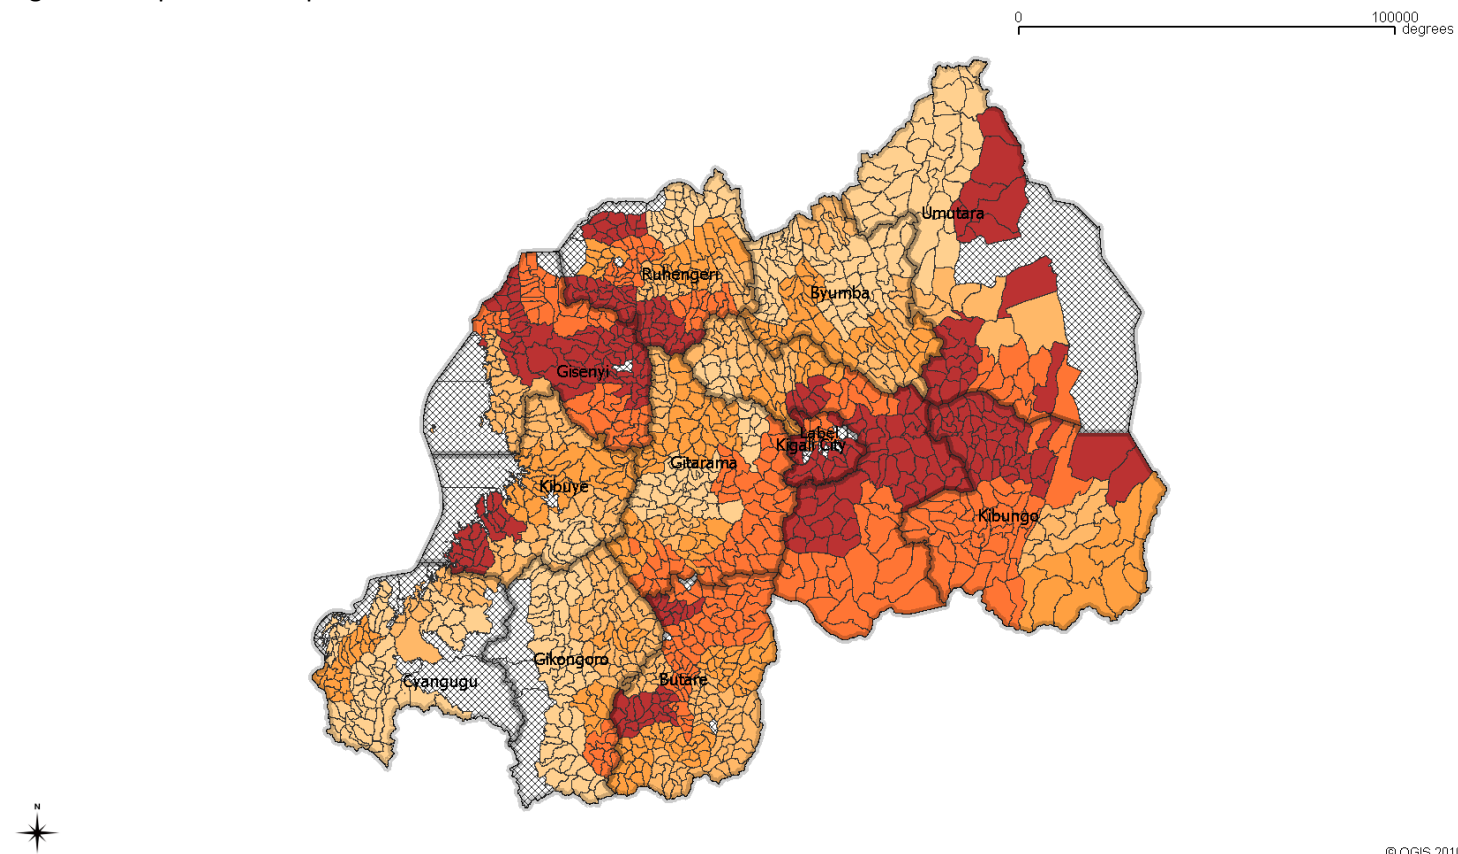 0 100000
degrees
Umutara
Ruhengeri
Byumba
Gisenyi
Label
Kigali City
Gitarama
Kibuye
Kibungo
Gikongoro
Butare
Cyangugu
N